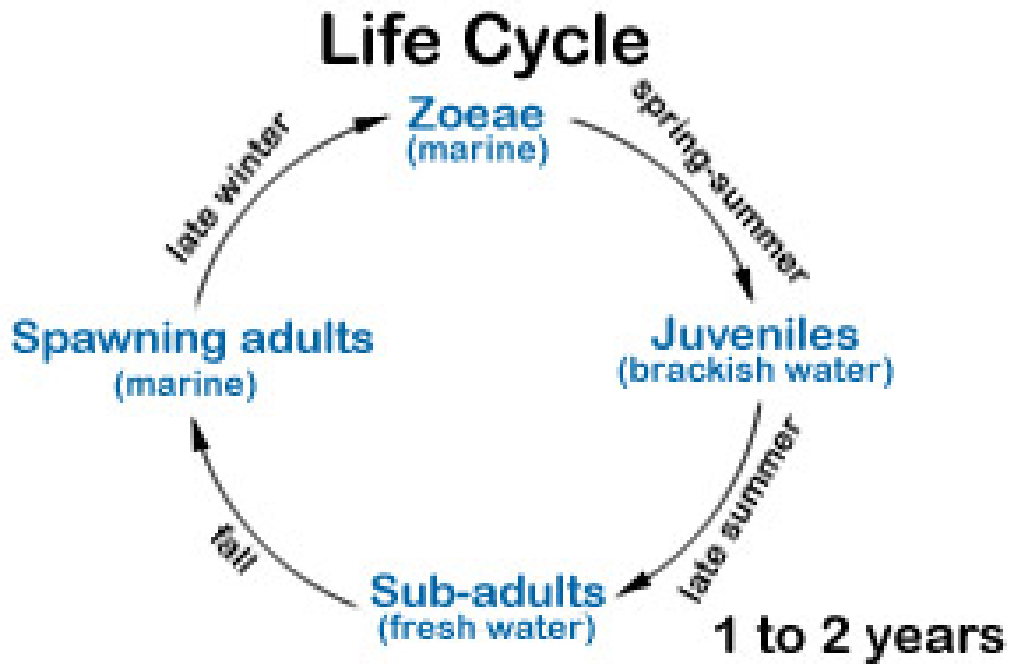 Life Cycle
Zoeae
(marine)
spring-summer
Juveniles
(brackish water)
late summer
Sub-adults
(fresh water)
fall
Spawning adults
(marine)
late winter
1 to 2 years